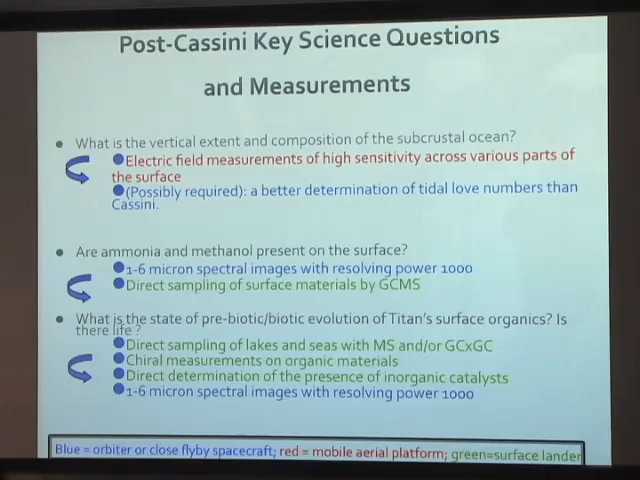 Post-Cassini Key Science Questions
and Measurements
• What is the vertical extent and composition of the subcrustal ocean?
●Electric field measurements of high sensitivity across various parts of
the surface
●(Possibly required): a better determination of tidal love numbers than
Cassini.
• Are ammonia and methanol present on the surface?
●1-6 micron spectral images with resolving power 1000
●Direct sampling of surface materials by GCMS
• What is the state of pre-biotic/biotic evolution of Titan's surface organics? Is
there life ?
●Direct sampling of lakes and seas with MS and/or GCxGC
●Chiral measurements on organic materials
●Direct determination of the presence of inorganic catalysts
●1-6 micron spectral images with resolving power 1000
Blue = orbiter or close flyby spacecraft; red = mobile aerial platform; green=surface lander